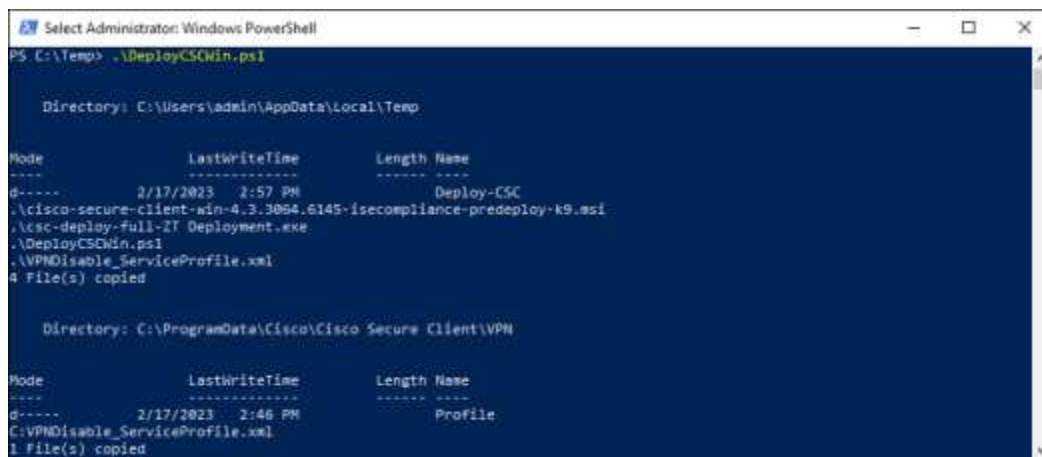 Select Administrator: Windows PowerShell
PS C:\Temp> .\DeployCSCWin.ps1
Directory: C:\Users\admin\AppData\Local\Temp
Mode                LastWriteTime         Length Name
----                -------------         ------ ----
d-----        2/17/2023   2:57 PM                Deploy-CSC
.\cisco-secure-client-win-4.3.3064.6145-isecompliance-predeploy-k9.msi
.\csc-deploy-full-ZT Deployment.exe
.\DeployCSCWin.ps1
.\VPNDisable_ServiceProfile.xml
4 File(s) copied
Directory: C:\ProgramData\Cisco\Cisco Secure Client\VPN
Mode                LastWriteTime         Length Name
----                -------------         ------ ----
d-----        2/17/2023   2:46 PM                Profile
C:VPNDisable_ServiceProfile.xml
1 File(s) copied